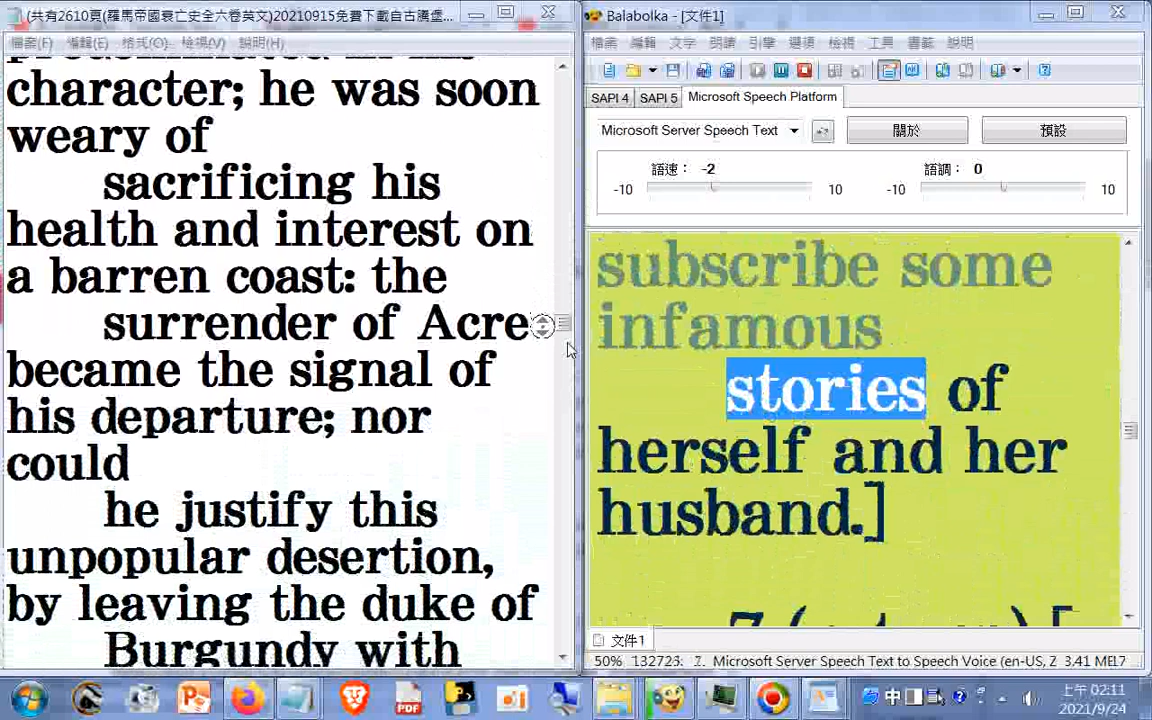 (共有2610頁(羅馬帝國衰亡史全六卷英文)20210915免費下載自古騰堡...
檔案(F) 編輯(E) 格式(O) 檢視(V) 說明(H)
character; he was soon
weary of
sacrificing his
health and interest on
a barren coast: the
surrender of Acre
became the signal of
his departure; nor
could
he justify this
unpopular desertion,
by leaving the duke of
Burgundy with
Balabolka - [文件1]
檔案 編輯 文字 朗讀 引擎 選項 檢視 工具 書籤 說明
SAPI 4 SAPI 5 Microsoft Speech Platform
Microsoft Server Speech Text 關於 預設
語速： -2 語調： 0
-10 10 -10 10
subscribe some
infamous
stories of
herself and her
husband.]
文件1
50% 132723: 7. Microsoft Server Speech Text to Speech Voice (en-US, Z 3.41 ME
PDF
中
上午 02:11
2021/9/24